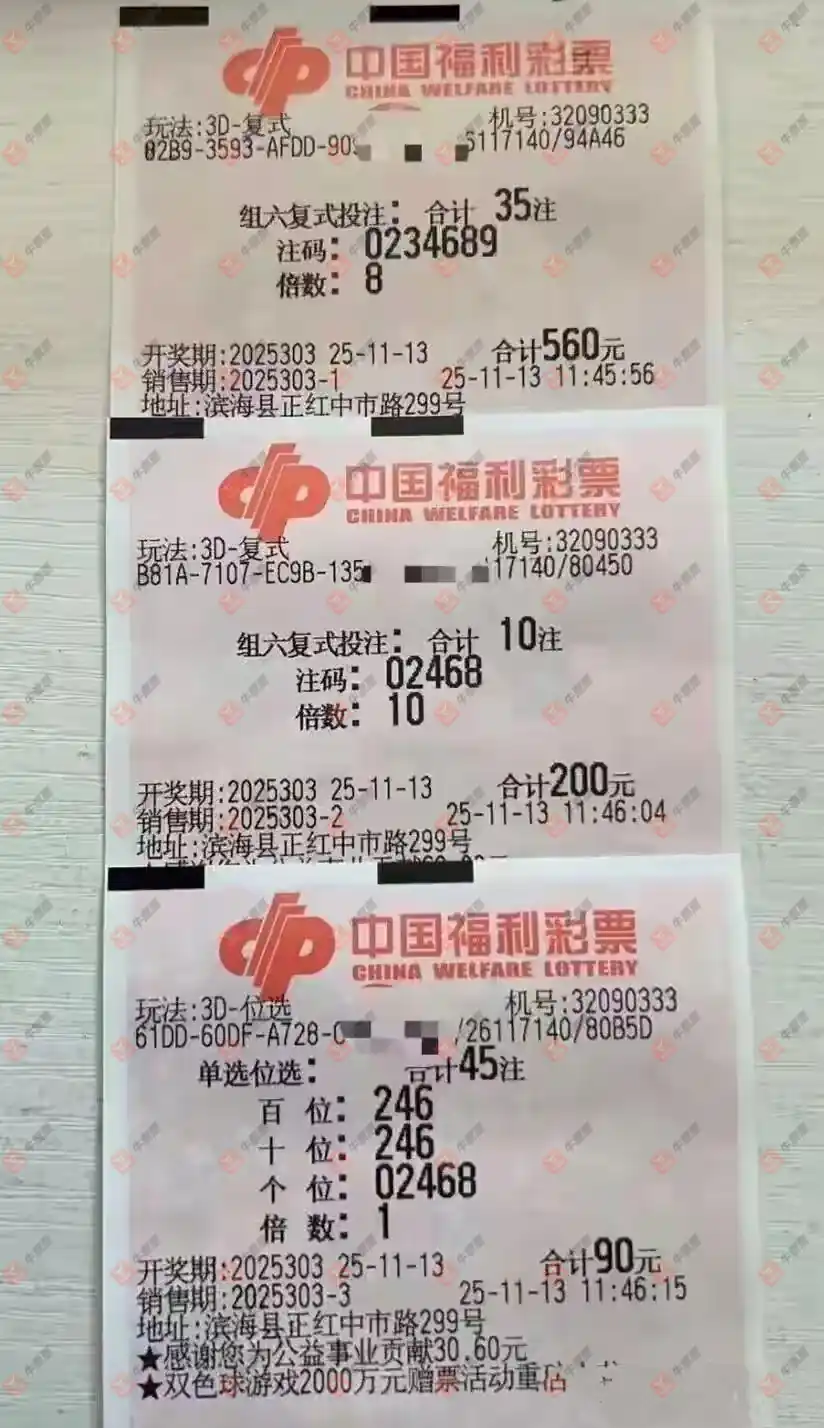 中国福利彩票
CHINA WELFARE LOTTERY
玩法:3D-复式 机号:32090333
02B9-3593-AFDD-90 6117140/94A46
组六复式投注: 合计 35注
注码: 0234689
倍数: 8
开奖期:2025303 25-11-13 合计560元
销售期:2025303-1 25-11-13 11:45:56
地址:滨海县正红中市路299号
中国福利彩票
CHINA WELFARE LOTTERY
玩法:3D-复式 机号:32090333
B81A-7107-EC9B-135 17140/80450
组六复式投注: 合计 10注
注码: 02468
倍数: 10
开奖期:2025303 25-11-13 合计200元
销售期:2025303-2 25-11-13 11:46:04
地址:滨海县正红中市路299号
中国福利彩票
CHINA WELFARE LOTTERY
玩法:3D-位选 机号:32090333
61DD-60DF-A728- /26117140/80B5D
单选位选: 合计45注
百 位: 246
十 位: 246
个 位: 02468
倍 数: 1
开奖期:2025303 25-11-13 合计90元
销售期:2025303-3 25-11-13 11:46:15
地址:滨海县正红中市路299号
★感谢您为公益事业贡献30.60元
★双色球游戏2000万元赠票活动重